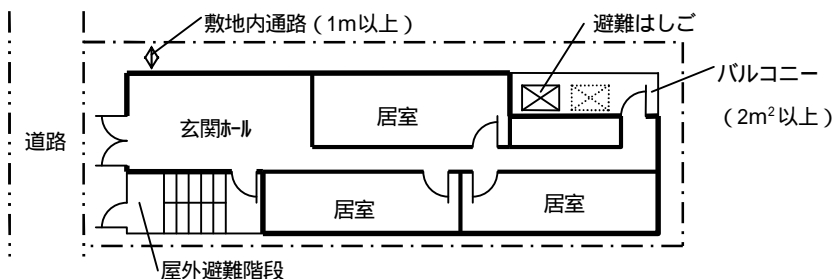 敷地内通路（1m以上）
避難はしご
バルコニー
（2m²以上）
居室
玄関ホール
道路
居室
居室
屋外避難階段